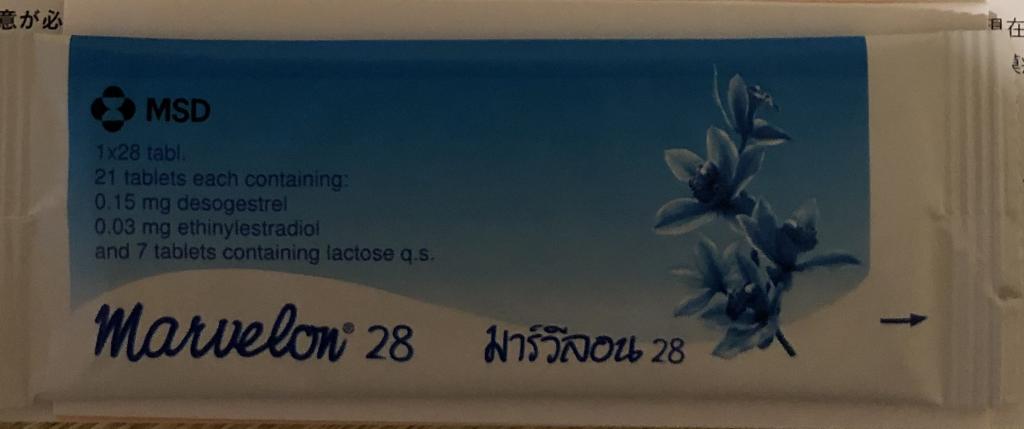 意が必
MSD
1x28 tabl.
21 tablets each containing:
0.15 mg desogestrel
0.03 mg ethinylestradiol
and 7 tablets containing lactose q.s.
Marvelon® 28
มาร์วีลอน 28
在